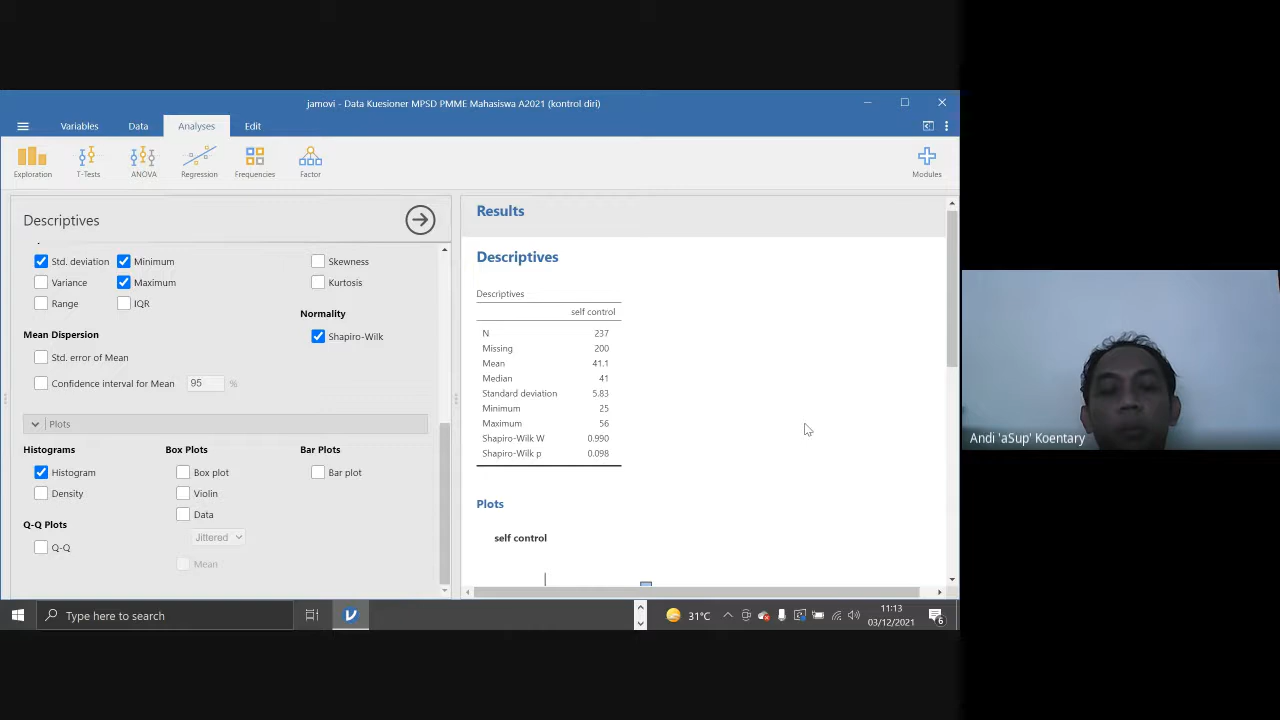 jamovi - Data Kuesioner MPSD PMME Mahasiswa A2021 (kontrol diri)
Variables Data Analyses Edit
Exploration T-Tests ANOVA Regression Frequencies Factor Modules
Descriptives
Std. deviation Minimum Skewness
Variance Maximum Kurtosis
Range IQR
Normality
Mean Dispersion
Shapiro-Wilk
Std. error of Mean
Confidence interval for Mean 95 %
Plots
Histograms Box Plots Bar Plots
Histogram Box plot Bar plot
Density Violin
Data
Q-Q Plots
Jittered
Q-Q
Mean
Results
Descriptives
Descriptives
self control
N 237
Missing 200
Mean 41.1
Median 41
Standard deviation 5.83
Minimum 25
Maximum 56
Shapiro-Wilk W 0.990
Shapiro-Wilk p 0.098
Plots
self control
Andi 'aSup' Koentary
Type here to search
31°C
11:13
03/12/2021
6